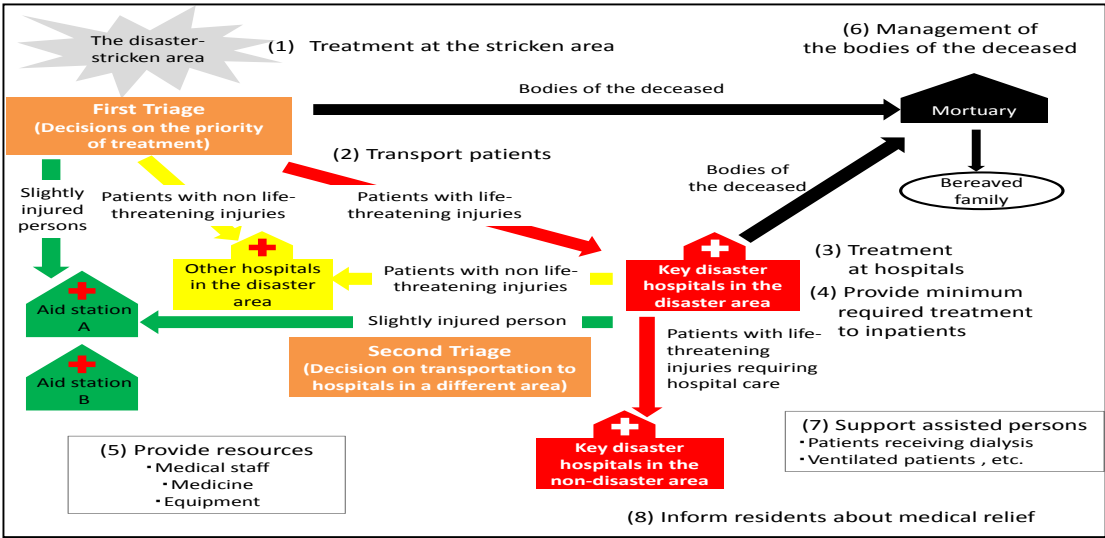 The disaster-
stricken area
(1) Treatment at the stricken area
(6) Management of
the bodies of the deceased
First Triage
(Decisions on the priority
of treatment)
Bodies of the deceased
Mortuary
(2) Transport patients
Bodies of
the deceased
Bereaved
family
Slightly
injured
persons
Patients with non life-
threatening injuries
Patients with life-
threatening injuries
Other hospitals
in the disaster
area
Patients with non life-
threatening injuries
Key disaster
hospitals in the
disaster area
(3) Treatment
at hospitals
(4) Provide minimum
required treatment
to inpatients
Aid station
A
Slightly injured person
Second Triage
(Decision on transportation to
hospitals in a different area)
Patients with life-
threatening
injuries requiring
hospital care
Aid station
B
Key disaster
hospitals in the
non-disaster area
(5) Provide resources
・Medical staff
・Medicine
・Equipment
(7) Support assisted persons
・Patients receiving dialysis
・Ventilated patients , etc.
(8) Inform residents about medical relief